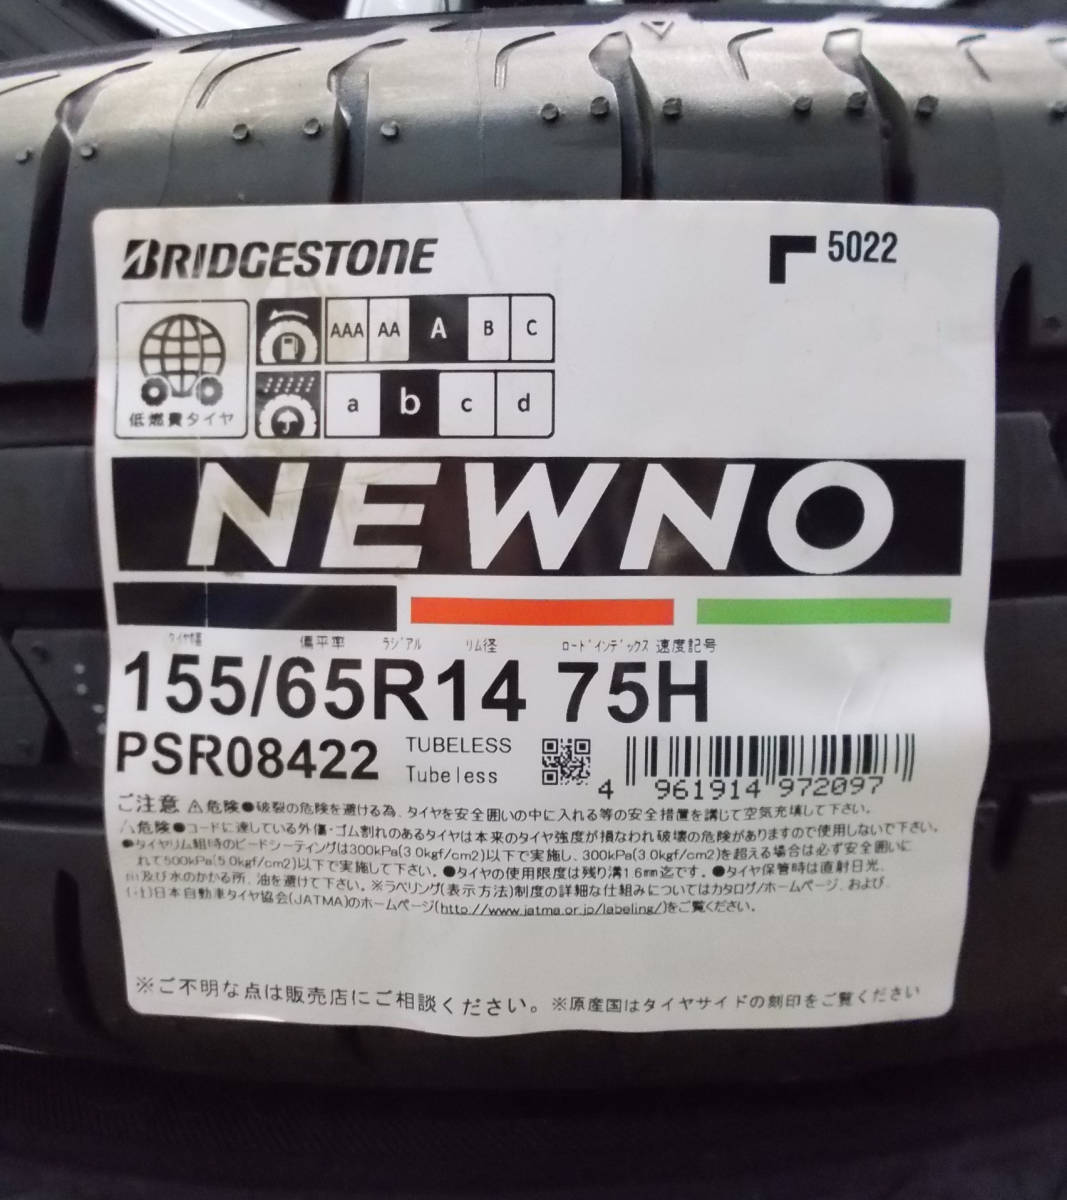 BRIDGESTONE
5022
AAA AA A B C
低燃費タイヤ
a b c d
NEWNO
タイヤ幅 偏平率 ラジアル リム径 ロードインデックス 速度記号
155/65R14 75H
PSR08422
TUBELESS
Tubeless
4 961914 972097
ご注意 ⚠危険●破裂の危険を避ける為、タイヤを安全囲いの中に入れる等の安全措置を講じて空気充填して下さい。
⚠危険●コードに達している外傷・ゴム割れのあるタイヤは本来のタイヤ強度が損なわれ破壊の危険がありますので使用しないで下さい。
●タイヤリム組時のビードシーティングは300kPa(3.0kgf/cm2)以下で実施し、300kPa(3.0kgf/cm2)を超える場合は必ず安全囲いに
れて500kPa(5.0kgf/cm2)以下で実施して下さい。●タイヤの使用限度は残り溝1.6mm迄です。●タイヤ保管時は直射日光、
及び水のかかる所、油を避けて下さい。※ラベリング(表示方法)制度の詳細な仕組みについてはカタログ/ホームページ、および、
日本自動車タイヤ協会(JATMA)のホームページ(http://www.jatma.or.jp/labeling/)をご覧ください。
※ご不明な点は販売店にご相談ください。※原産国はタイヤサイドの刻印をご覧ください